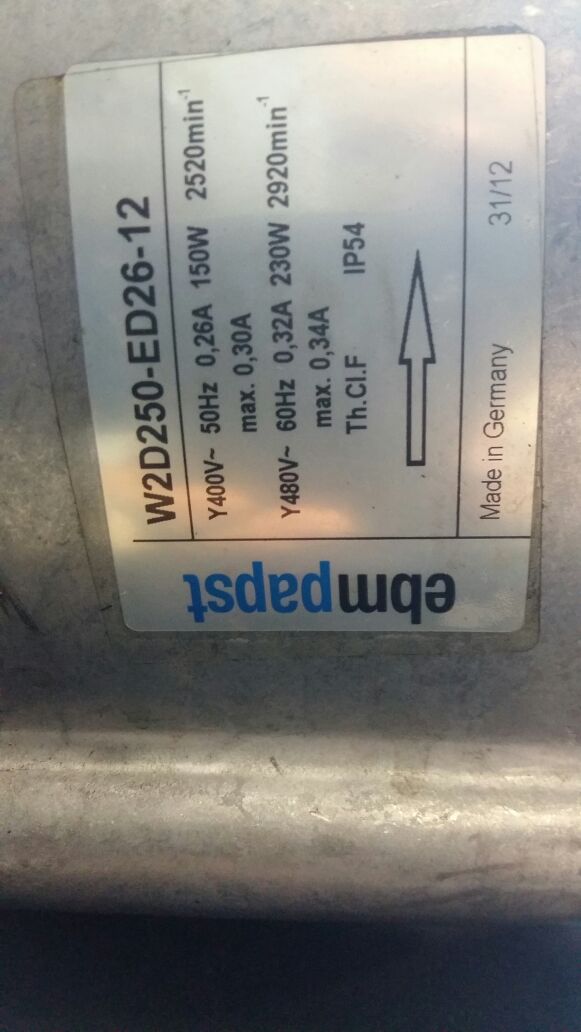 ebmpapst
W2D250-ED26-12
Y400V~ 50Hz 0,26A 150W 2520min-1
max. 0,30A
Y480V~ 60Hz 0,32A 230W 2920min-1
max. 0,34A
Th.Cl.F IP54
Made in Germany 31/12